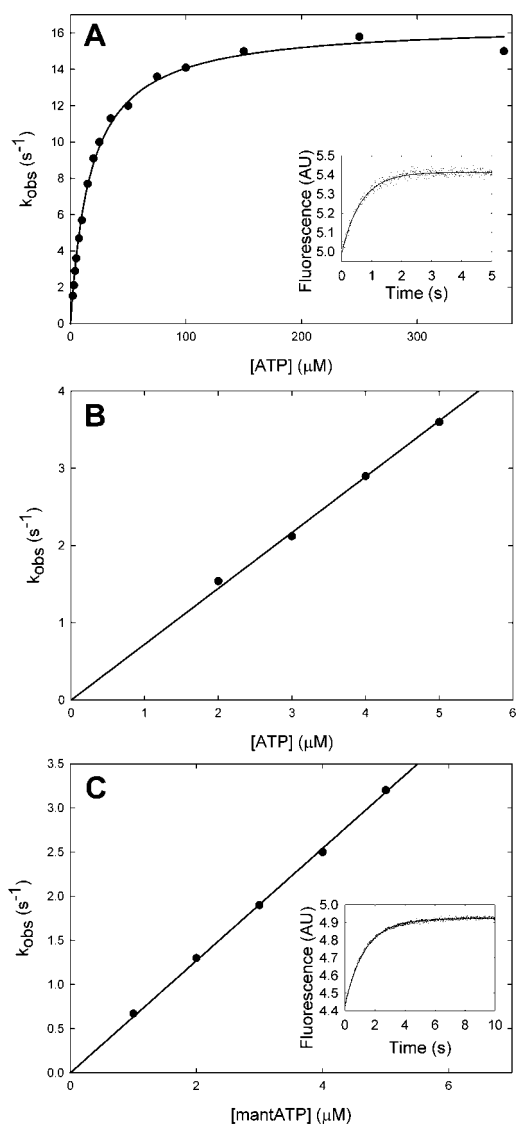 A
16
14
12
10
8
6
4
2
0
k_obs (s^-1)
0 100 200 300
[ATP] (μM)
5.5
5.4
5.3
5.2
5.1
5.0
Fluorescence (AU)
0 1 2 3 4 5
Time (s)
B
4
3
2
1
0
k_obs (s^-1)
0 1 2 3 4 5 6
[ATP] (μM)
C
3.5
3.0
2.5
2.0
1.5
1.0
0.5
0.0
k_obs (s^-1)
0 2 4 6
[mantATP] (μM)
5.0
4.9
4.8
4.7
4.6
4.5
4.4
Fluorescence (AU)
0 2 4 6 8 10
Time (s)